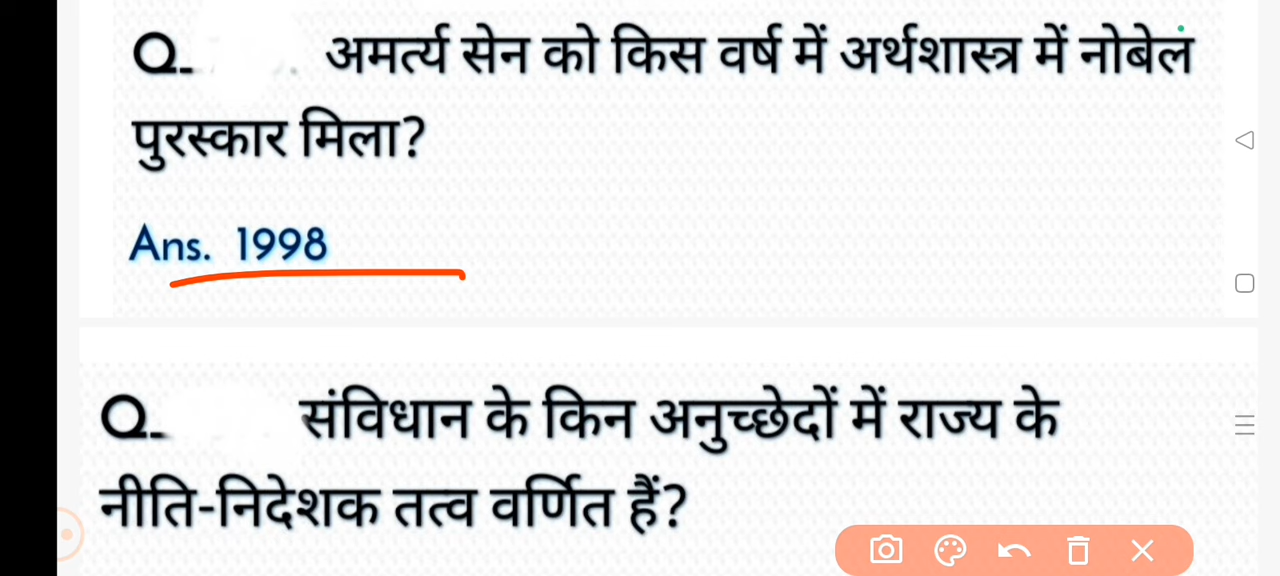 Q. अमर्त्य सेन को किस वर्ष में अर्थशास्त्र में नोबेल
पुरस्कार मिला?
Ans. 1998
Q. संविधान के किन अनुच्छेदों में राज्य के
नीति-निदेशक तत्व वर्णित हैं?